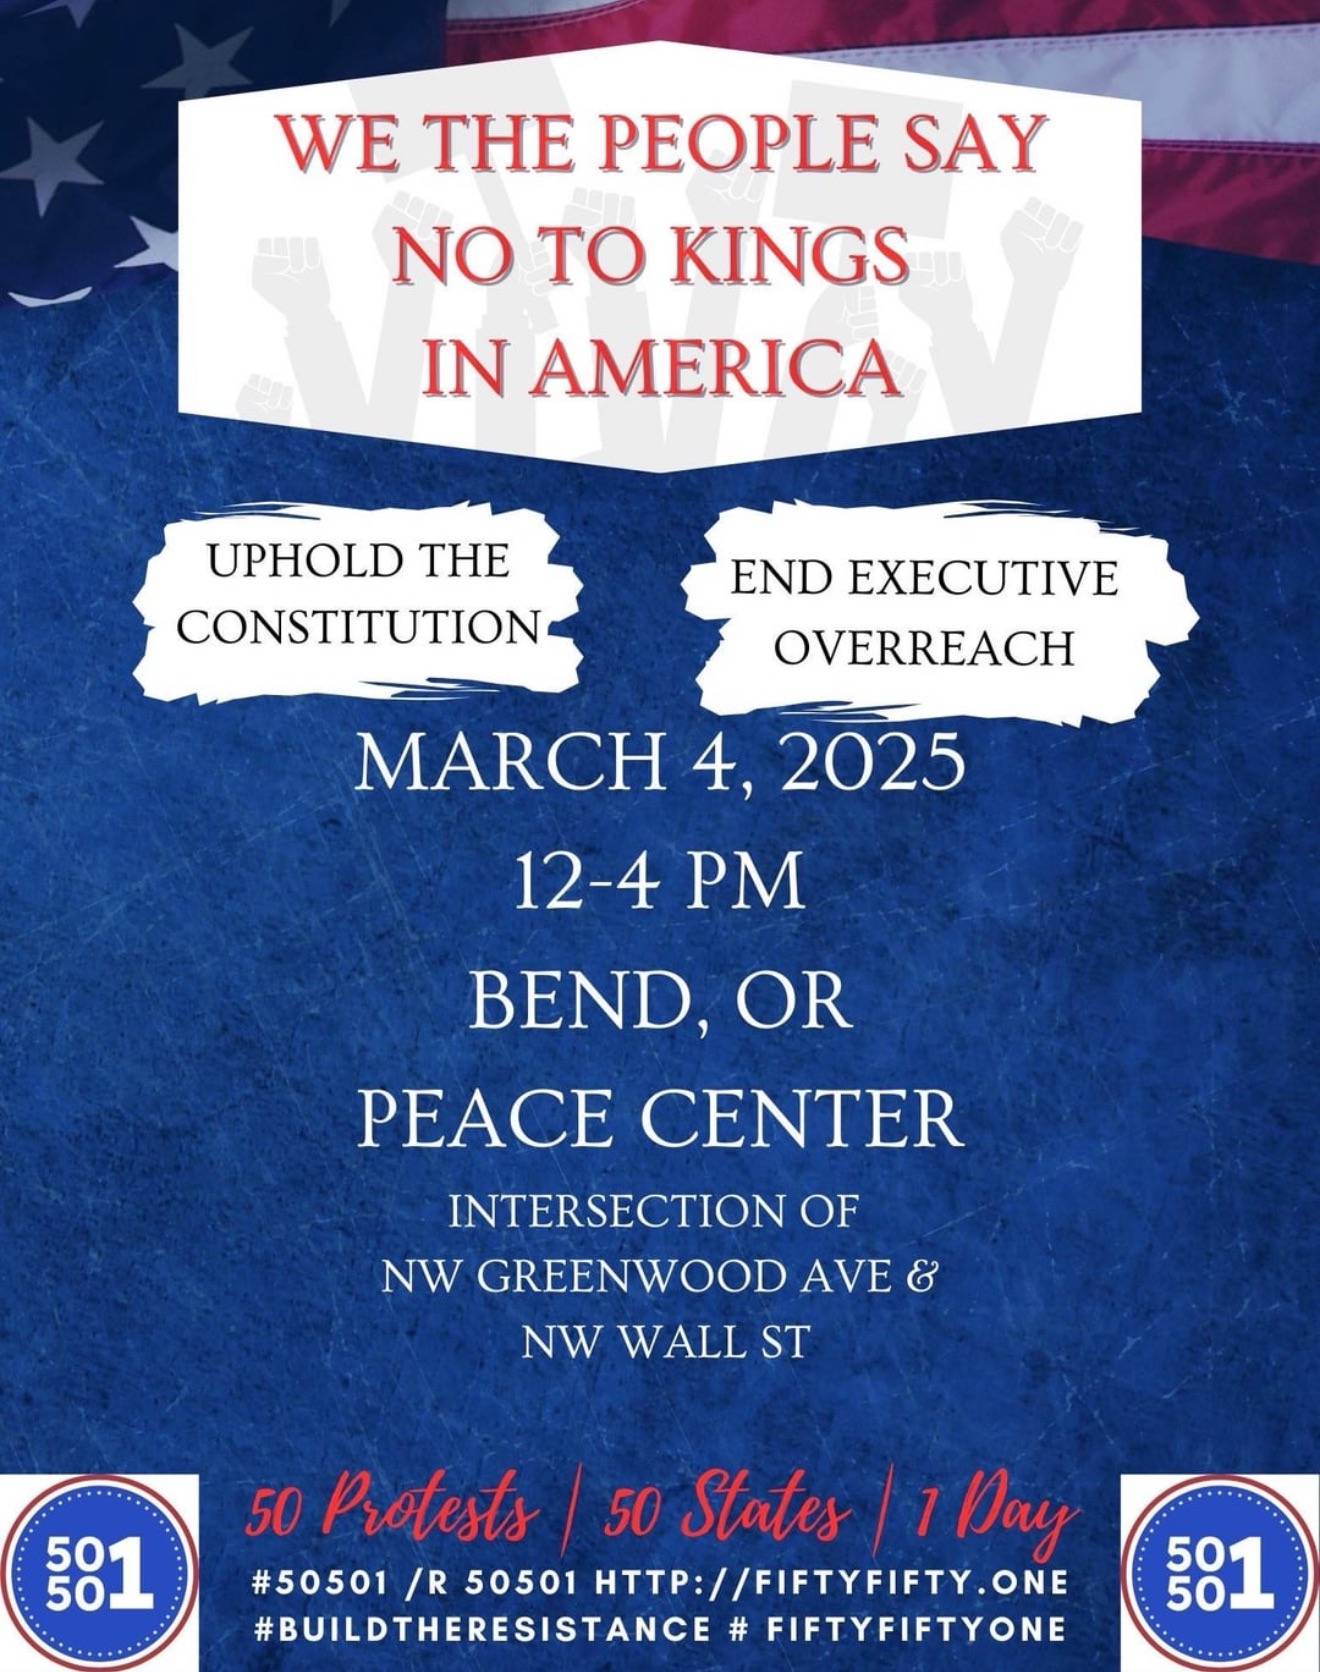 WE THE PEOPLE SAY
NO TO KINGS
IN AMERICA
UPHOLD THE
CONSTITUTION
END EXECUTIVE
OVERREACH
MARCH 4, 2025
12-4 PM
BEND, OR
PEACE CENTER
INTERSECTION OF
NW GREENWOOD AVE &
NW WALL ST
50 Protests | 50 States | 1 Day
#50501 /R 50501 HTTP://FIFTYFIFTY.ONE
#BUILDTHERESISTANCE # FIFTYFIFTYONE
50
50
1
50
50
1